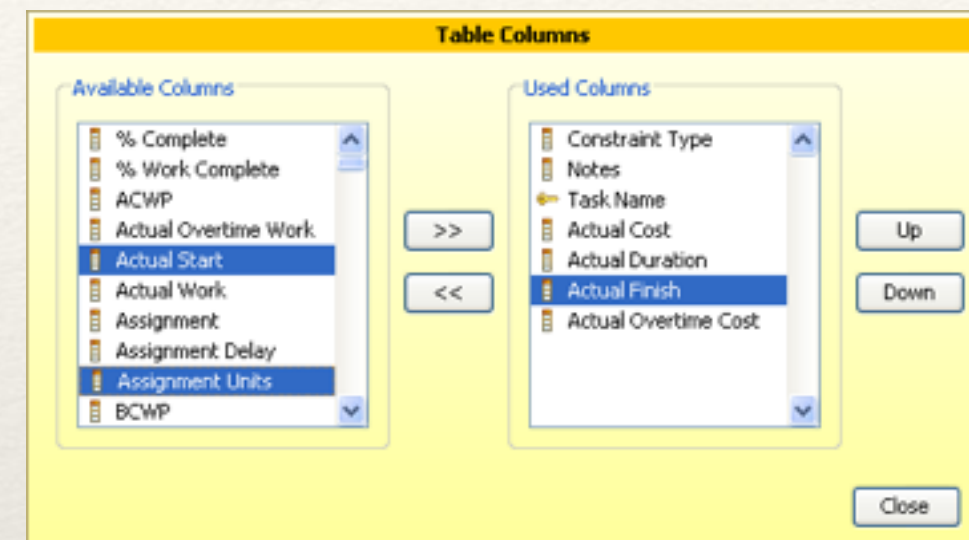 Table Columns
Available Columns
% Complete
% Work Complete
ACWP
Actual Overtime Work
Actual Start
Actual Work
Assignment
Assignment Delay
Assignment Units
BCWP
>>
<<
Used Columns
Constraint Type
Notes
Task Name
Actual Cost
Actual Duration
Actual Finish
Actual Overtime Cost
Up
Down
Close